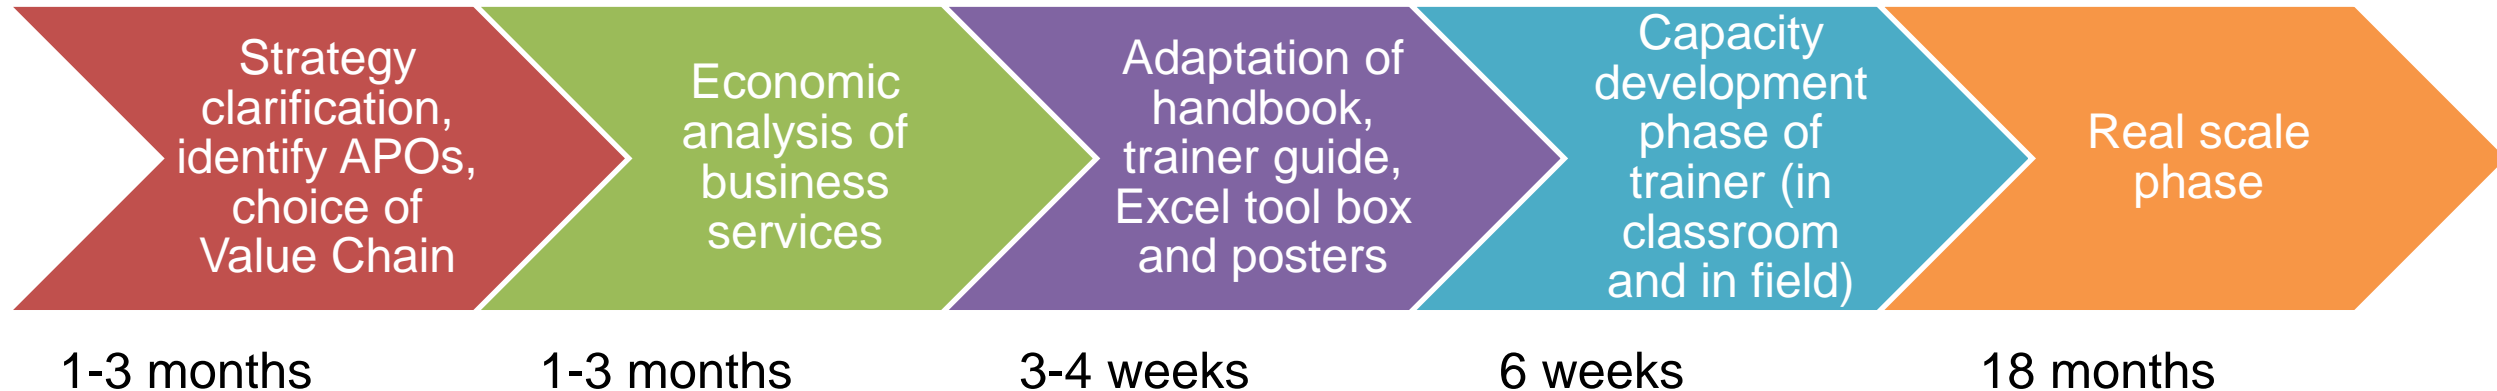 Strategy
clarification,
identify APOs,
choice of
Value Chain
Economic
analysis of
business
services
Adaptation of
handbook,
trainer guide,
Excel tool box
and posters
Capacity
development
phase of
trainer (in
classroom
and in field)
Real scale
phase
1-3 months
1-3 months
3-4 weeks
6 weeks
18 months